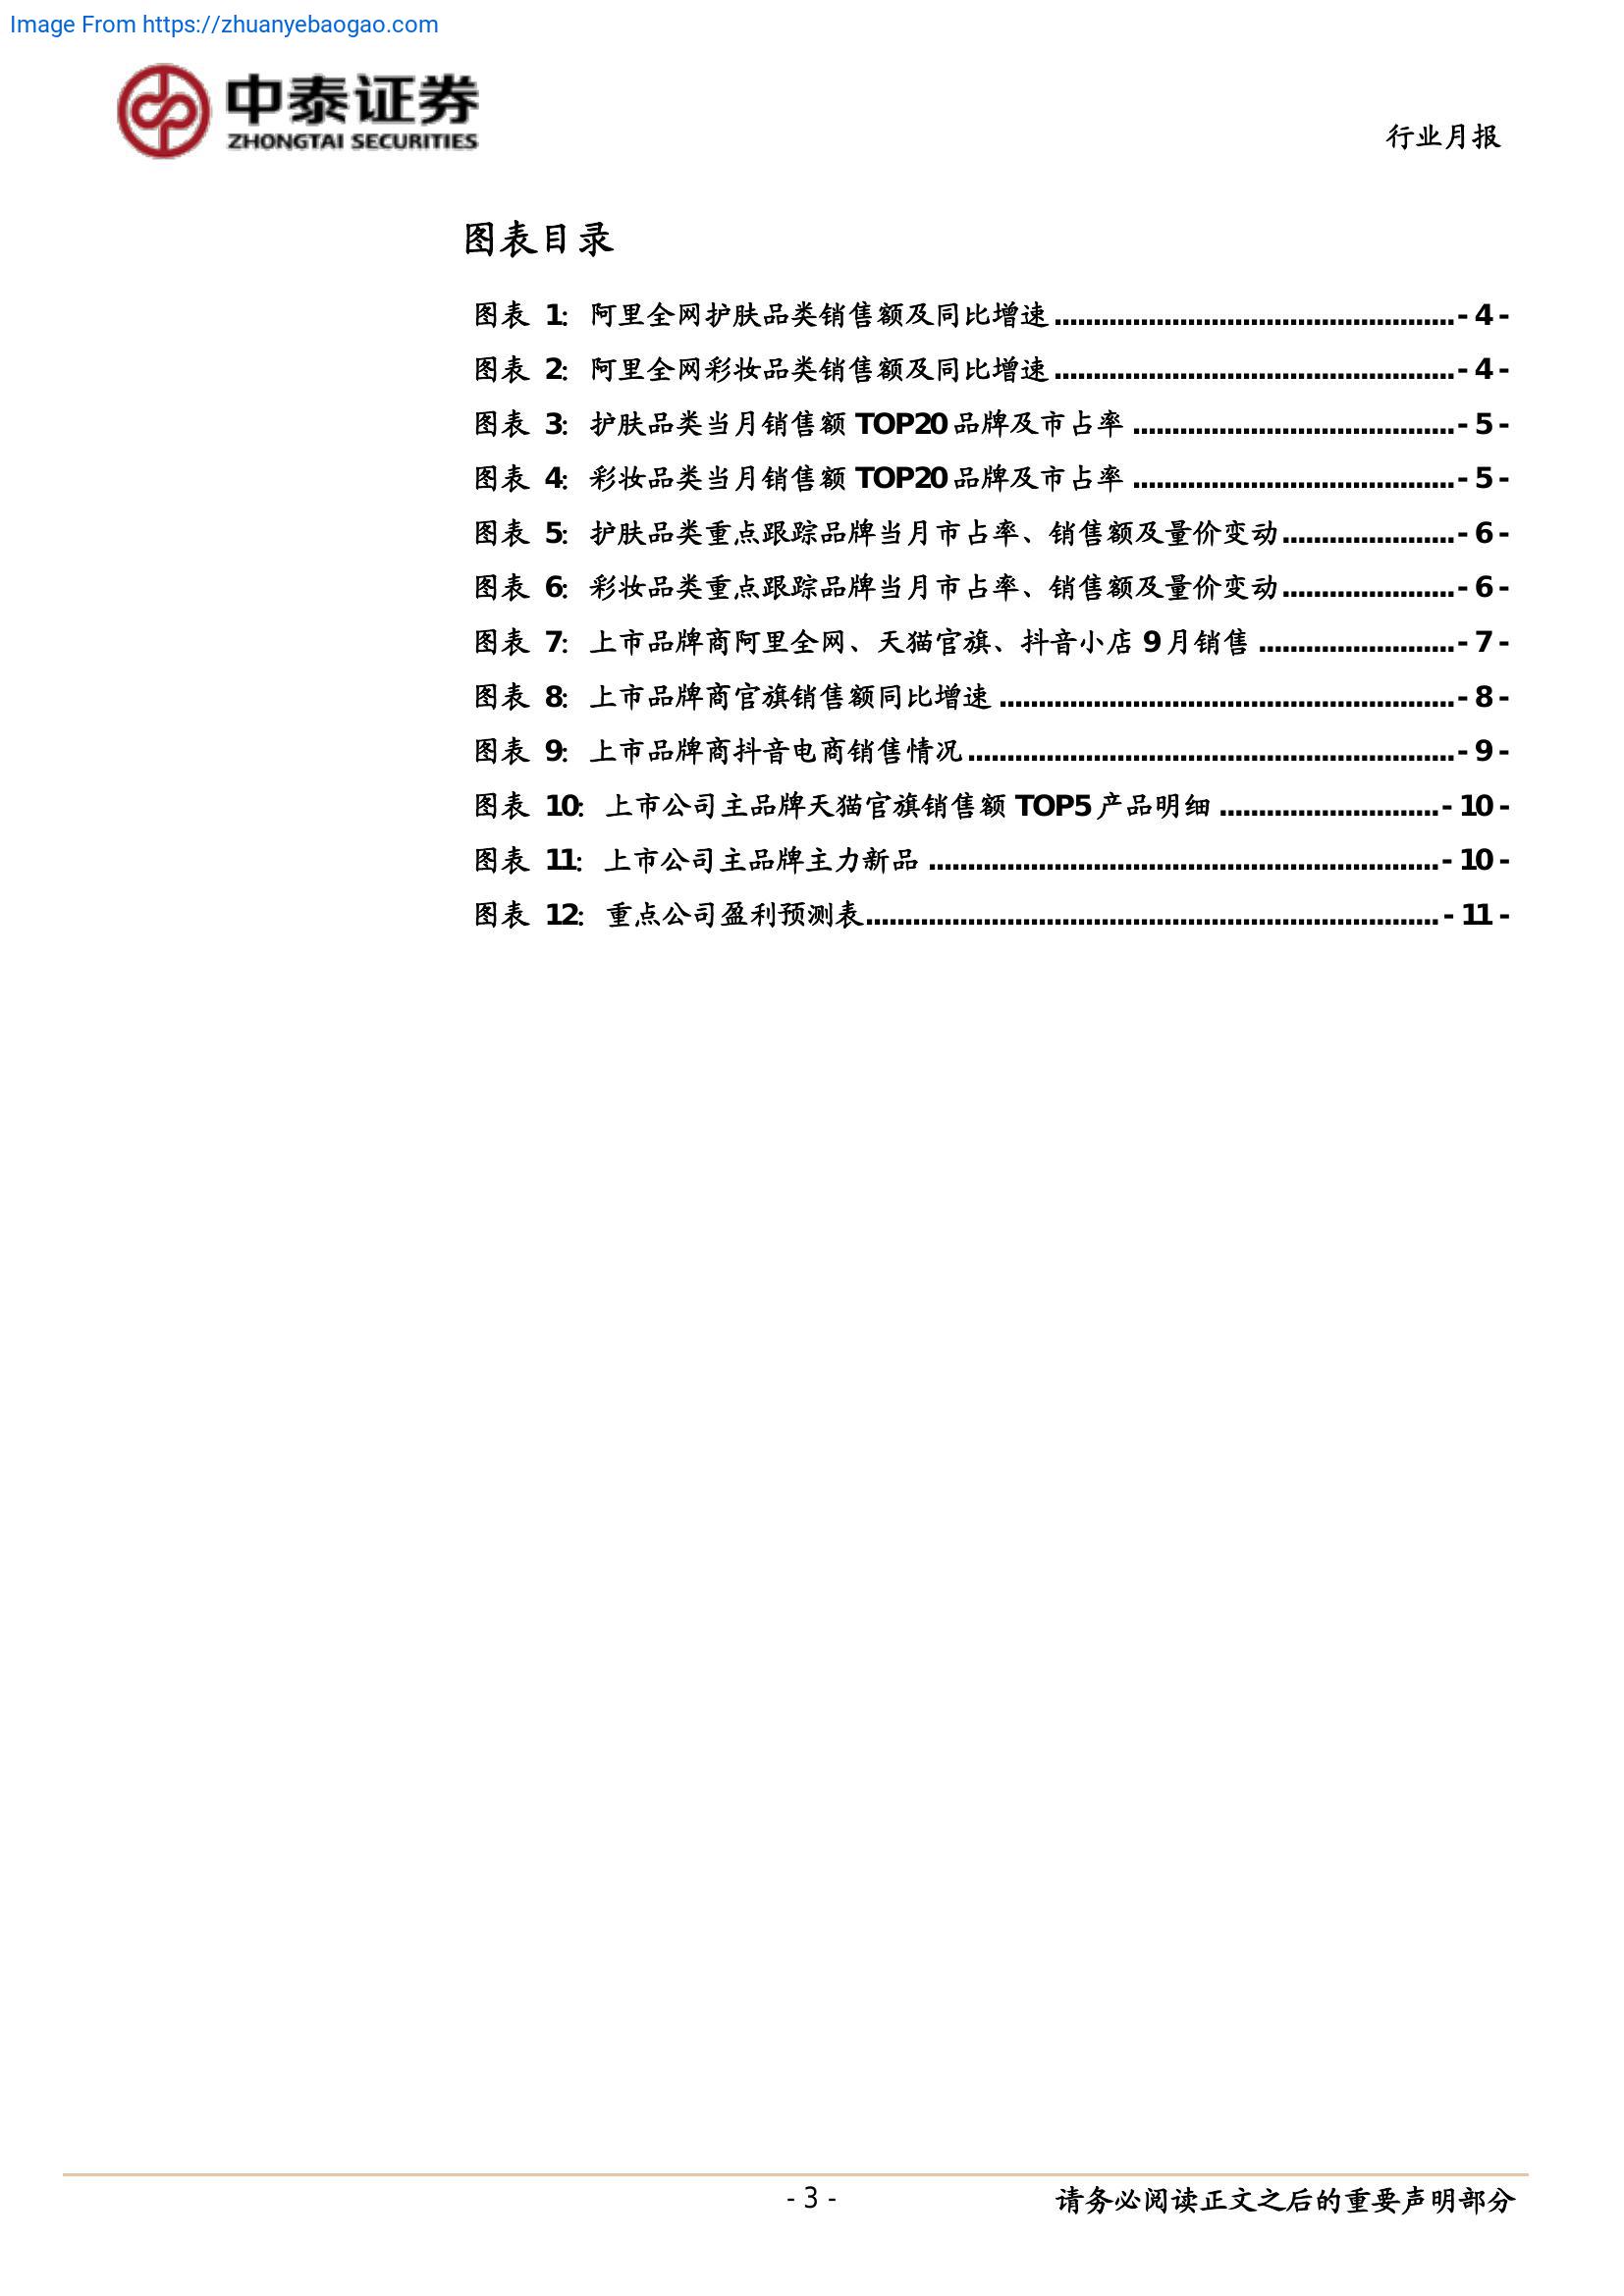 Image From https://zhuanyebaogao.com
中泰证券
ZHONGTAI SECURITIES
行业月报
图表目录
图表 1: 阿里全网护肤品类销售额及同比增速...................................................- 4 -
图表 2: 阿里全网彩妆品类销售额及同比增速...................................................- 4 -
图表 3: 护肤品类当月销售额 TOP20 品牌及市占率 .........................................- 5 -
图表 4: 彩妆品类当月销售额 TOP20 品牌及市占率 .........................................- 5 -
图表 5: 护肤品类重点跟踪品牌当月市占率、销售额及量价变动......................- 6 -
图表 6: 彩妆品类重点跟踪品牌当月市占率、销售额及量价变动......................- 6 -
图表 7: 上市品牌商阿里全网、天猫官旗、抖音小店 9 月销售 .........................- 7 -
图表 8: 上市品牌商官旗销售额同比增速 ..........................................................- 8 -
图表 9: 上市品牌商抖音电商销售情况..............................................................- 9 -
图表 10: 上市公司主品牌天猫官旗销售额 TOP5 产品明细 ............................- 10 -
图表 11: 上市公司主品牌主力新品 .................................................................- 10 -
图表 12: 重点公司盈利预测表.........................................................................- 11 -
- 3 -
请务必阅读正文之后的重要声明部分